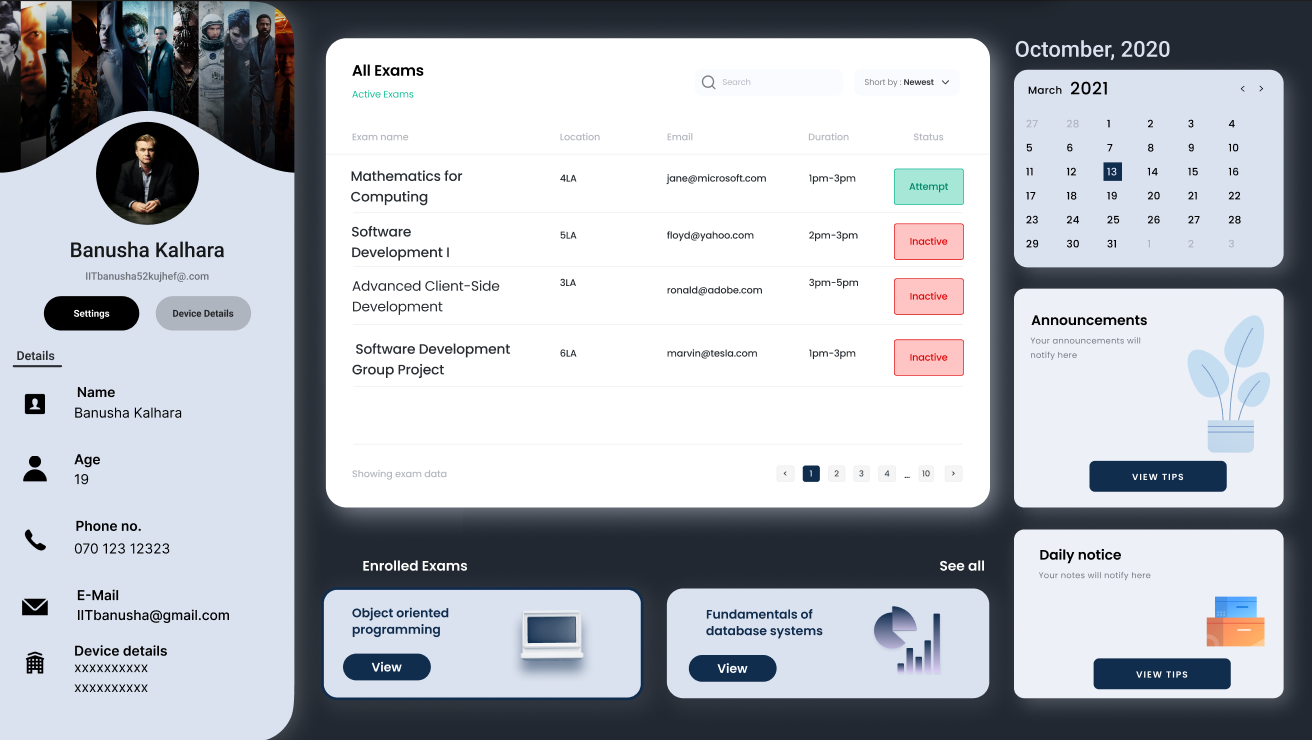 Banusha Kalhara
IITbanusha52kujhef@.com
Settings
Device Details
Details
Name
Banusha Kalhara
Age
19
Phone no.
070 123 12323
E-Mail
IITbanusha@gmail.com
Device details
xxxxxxxxxx
xxxxxxxxxx
All Exams
Active Exams
Search
Short by : Newest
Exam name Location Email Duration Status
Mathematics for
Computing
4LA jane@microsoft.com 1pm-3pm Attempt
Software
Development I
5LA floyd@yahoo.com 2pm-3pm Inactive
Advanced Client-Side
Development
3LA ronald@adobe.com 3pm-5pm Inactive
Software Development
Group Project
6LA marvin@tesla.com 1pm-3pm Inactive
Showing exam data
< 1 2 3 4 ... 10 >
Enrolled Exams
See all
Object oriented
programming
View
Fundamentals of
database systems
View
Octomber, 2020
March 2021 < >
27 28 1 2 3 4
5 6 7 8 9 10
11 12 13 14 15 16
17 18 19 20 21 22
23 24 25 26 27 28
29 30 31 1 2 3
Announcements
Your announcements will
notify here
VIEW TIPS
Daily notice
Your notes will notify here
VIEW TIPS